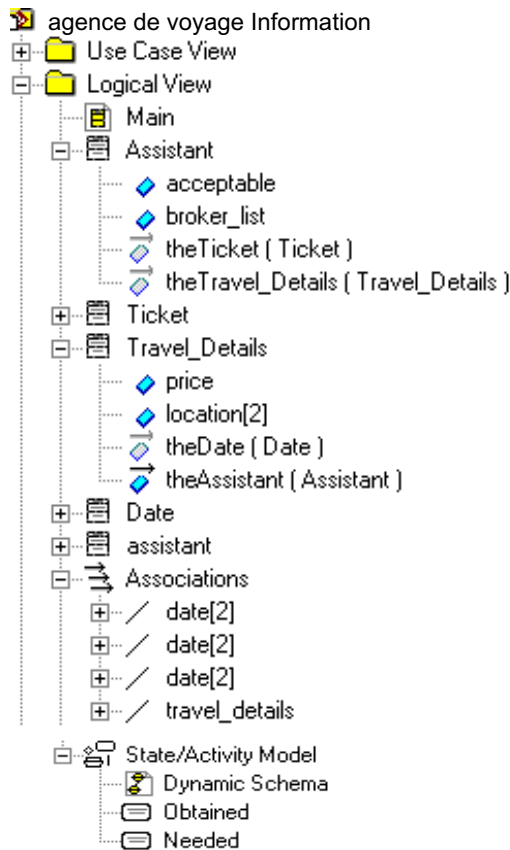 agence de voyage Information
Use Case View
Logical View
Main
Assistant
acceptable
broker_list
theTicket ( Ticket )
theTravel_Details ( Travel_Details )
Ticket
Travel_Details
price
location[2]
theDate ( Date )
theAssistant ( Assistant )
Date
assistant
Associations
date[2]
date[2]
date[2]
travel_details
State/Activity Model
Dynamic Schema
Obtained
Needed